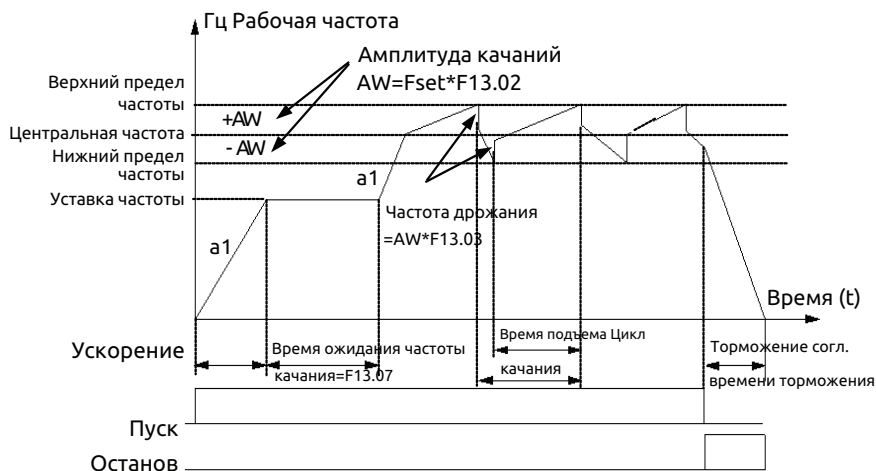 Гц Рабочая частота
Амплитуда качаний
AW=Fset*F13.02
Верхний предел
частоты
+AW
Центральная частота
- AW
Нижний предел
частоты
a1
Уставка частоты
Частота дрожания
=AW*F13.03
a1
Время (t)
Ускорение
Время ожидания частоты
качания=F13.07
Время подъема Цикл
качания
Торможение согл.
времени торможения
Пуск
Останов